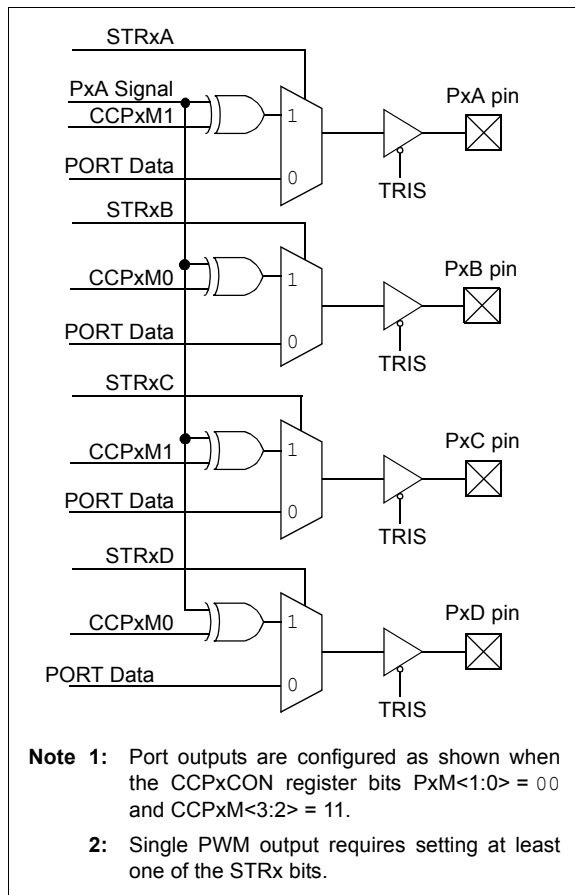 STRxA
PxA Signal
CCPxM1
1
PxA pin
PORT Data
0
TRIS
STRxB
CCPxM0
1
PxB pin
PORT Data
0
TRIS
STRxC
CCPxM1
1
PxC pin
PORT Data
0
TRIS
STRxD
CCPxM0
1
PxD pin
PORT Data
0
TRIS
Note 1: Port outputs are configured as shown when
the CCPxCON register bits PxM<1:0> = 00
and CCPxM<3:2> = 11.
2: Single PWM output requires setting at least
one of the STRx bits.